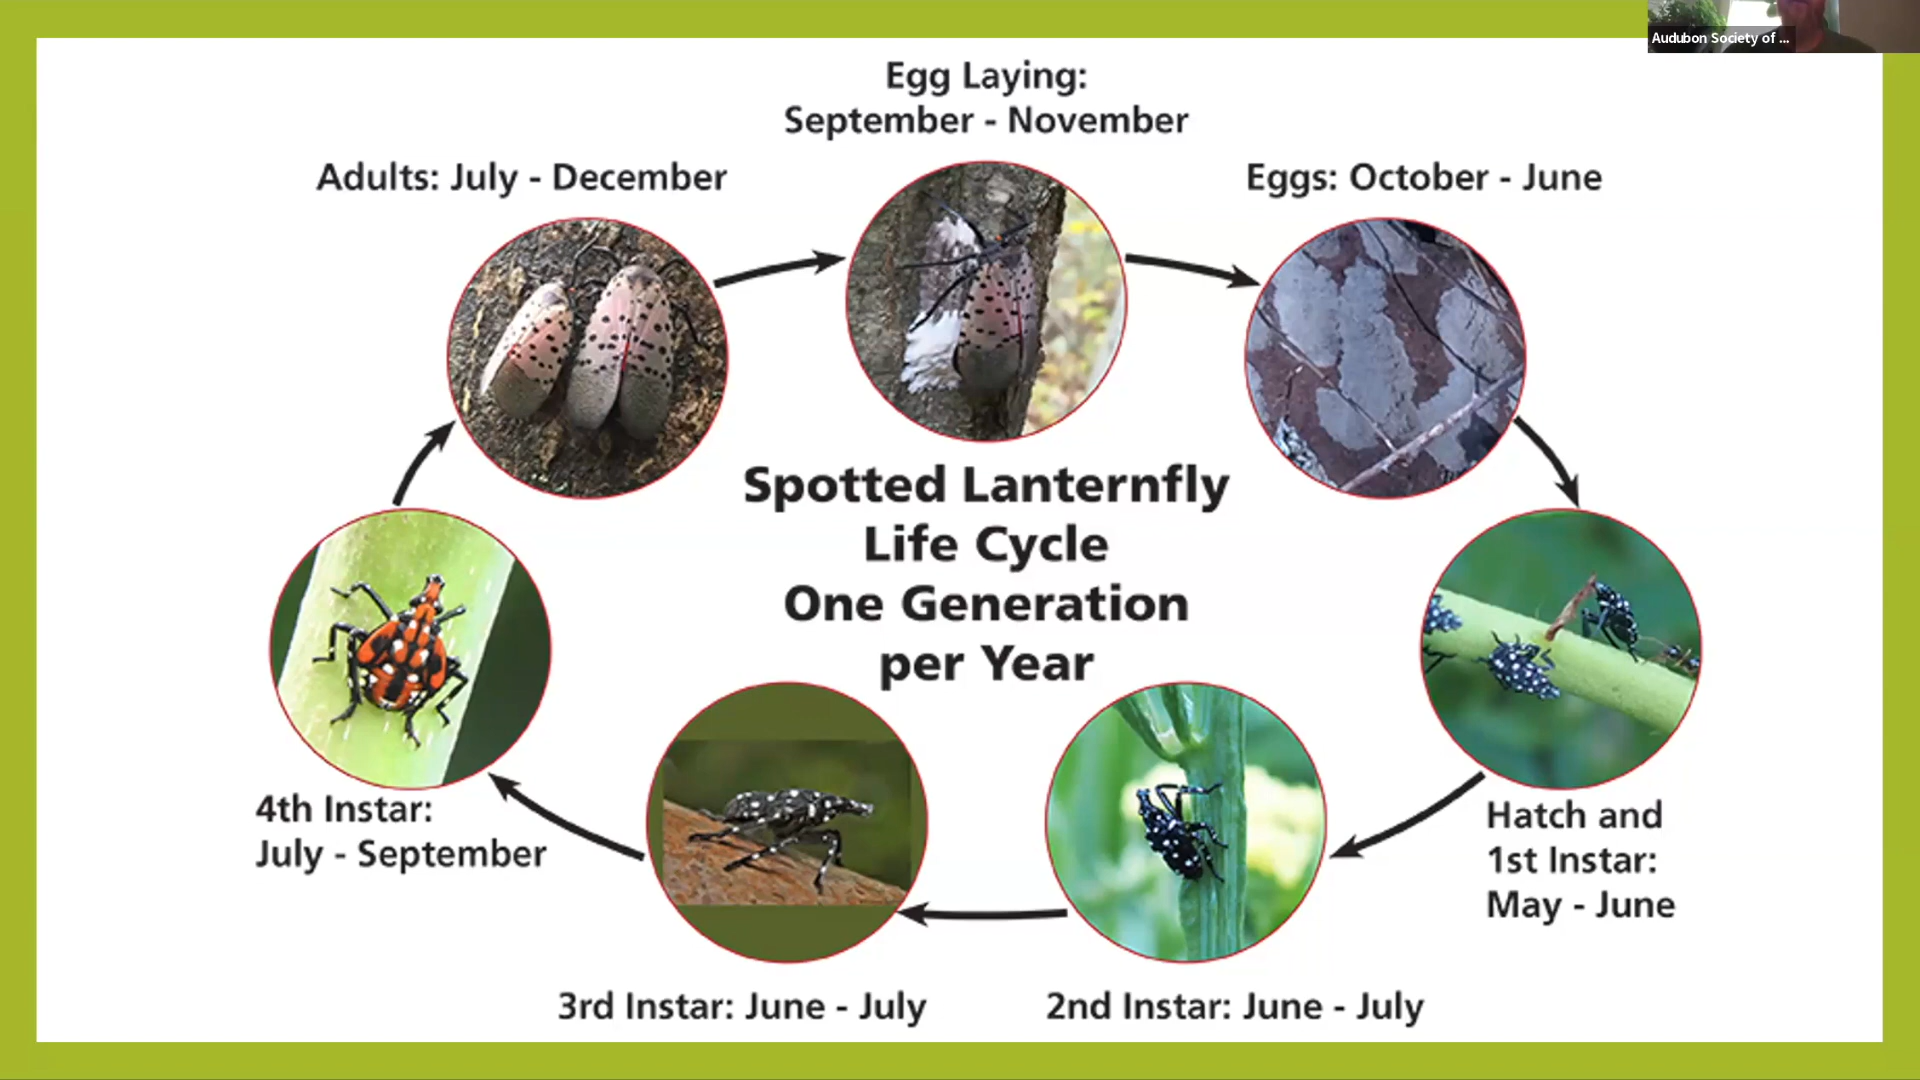 Audubon Society of ...
Egg Laying:
September - November
Adults: July - December
Eggs: October - June
Spotted Lanternfly
Life Cycle
One Generation
per Year
4th Instar:
July - September
Hatch and
1st Instar:
May - June
3rd Instar: June - July
2nd Instar: June - July